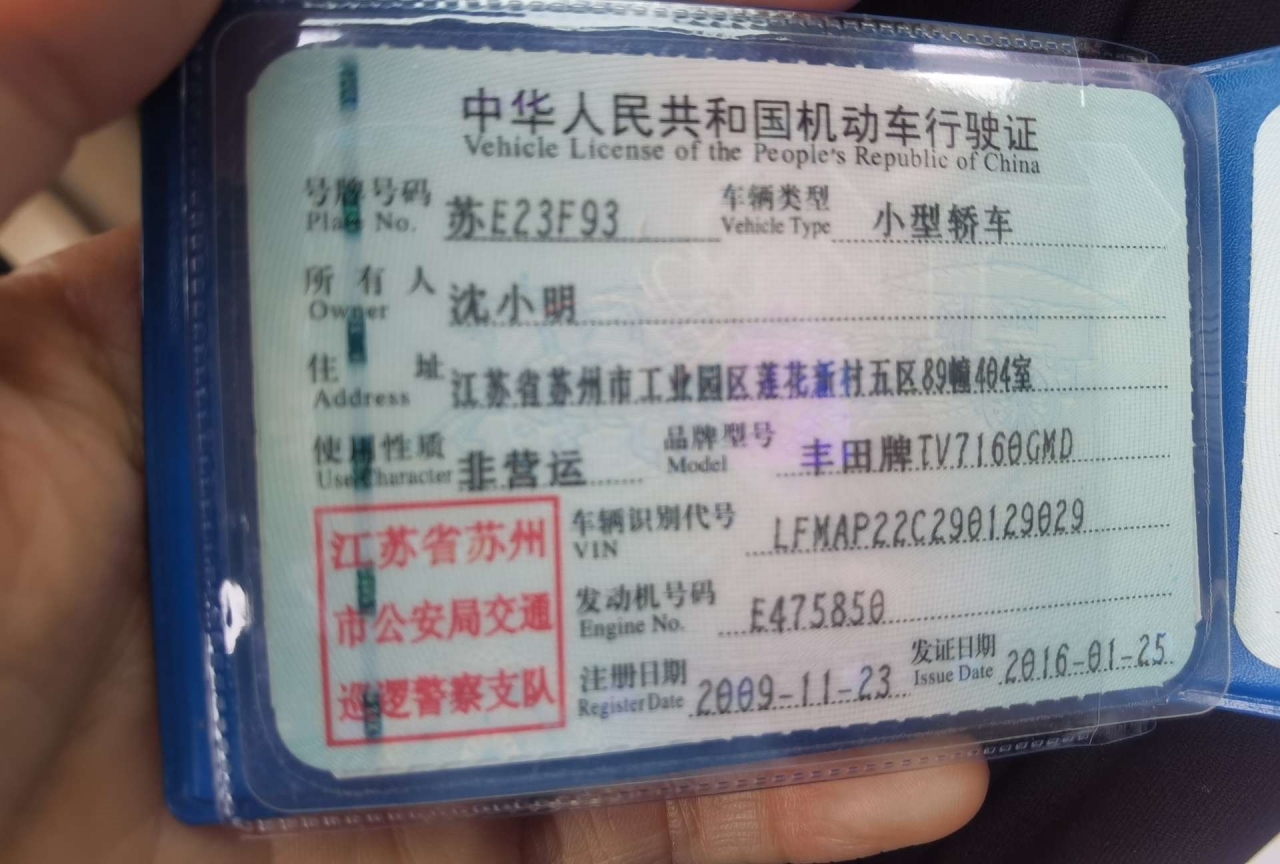 中华人民共和国机动车行驶证
Vehicle License of the People's Republic of China
号牌号码 苏E23F93 车辆类型 小型轿车
Plate No. Vehicle Type
所有人 沈小明
Owner
住址 江苏省苏州市工业园区莲花新村五区89幢404室
Address
使用性质 非营运 品牌型号 丰田牌TV7160GMD
Use Character Model
江苏省苏州
市公安局交通
巡逻警察支队
车辆识别代号 LFMAP22C290129029
VIN
发动机号码 E475850
Engine No.
注册日期 2009-11-23 发证日期 2016-01-25
Register Date Issue Date